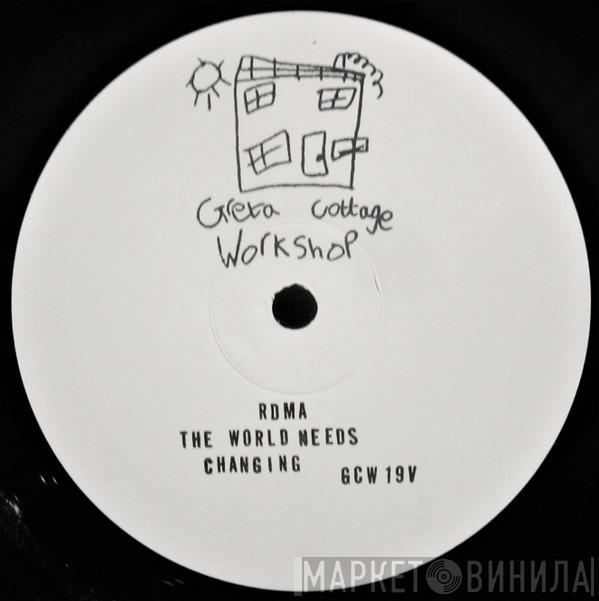 Greta Cottage
Workshop
RDMA
THE WORLD NEEDS
CHANGING
GCW 19V
МАРКЕТ ВИНИЛА